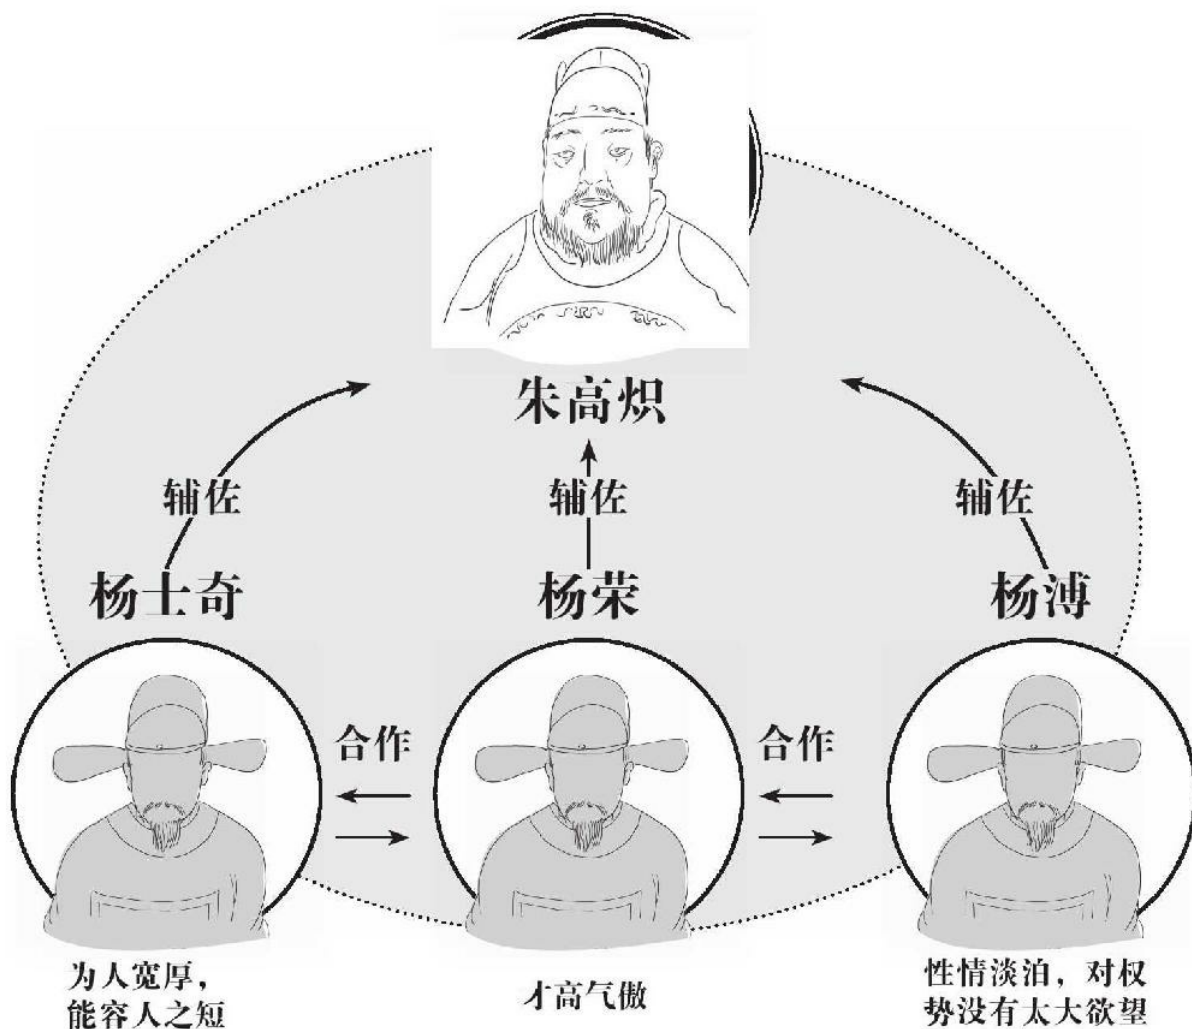 朱高炽
辅佐
辅佐
辅佐
杨士奇
杨荣
杨溥
合作
合作
为人宽厚，
能容人之短
才高气傲
性情淡泊，对权
势没有太大欲望